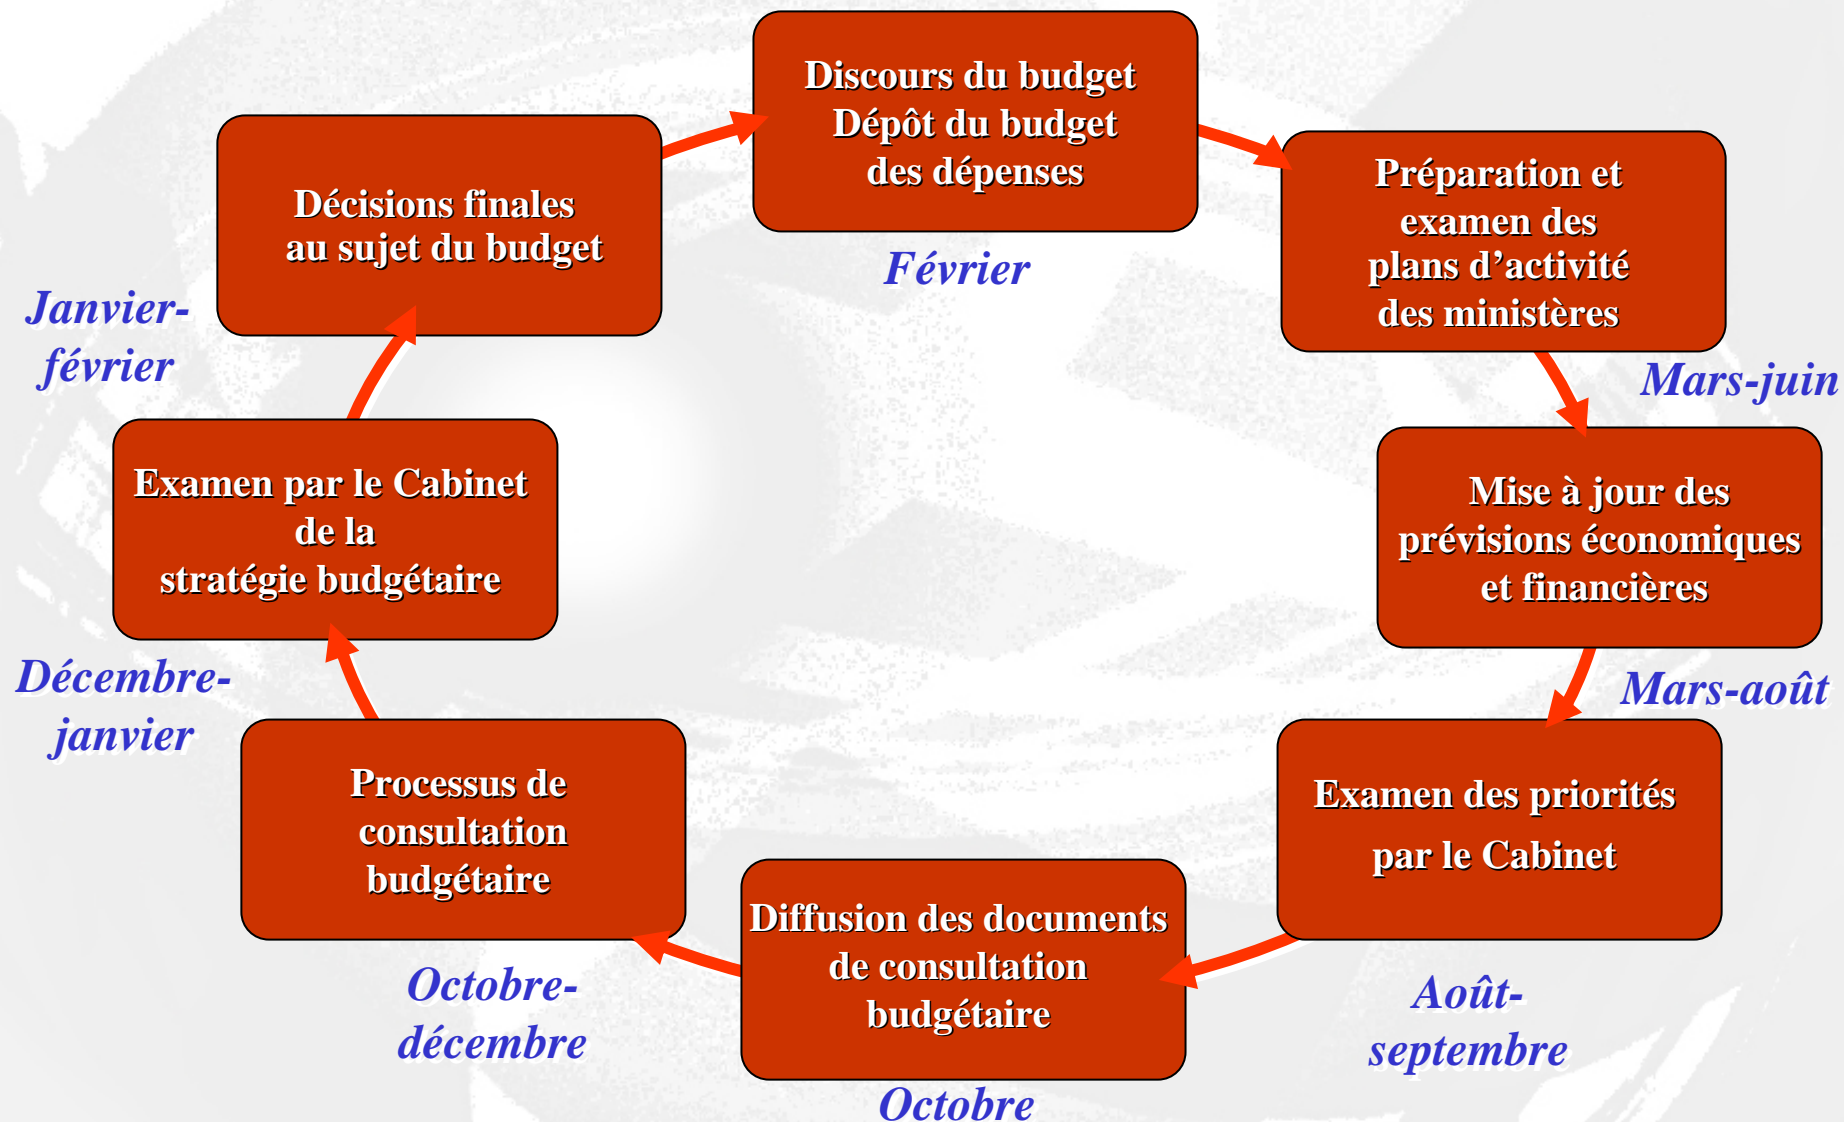 Discours du budget
Dépôt du budget
des dépenses
Février
Préparation et
examen des
plans d’activité
des ministères
Mars-juin
Mise à jour des
prévisions économiques
et financières
Mars-août
Examen des priorités
par le Cabinet
Août-
septembre
Diffusion des documents
de consultation
budgétaire
Octobre
Processus de
consultation
budgétaire
Octobre-
décembre
Examen par le Cabinet
de la
stratégie budgétaire
Décembre-
janvier
Décisions finales
au sujet du budget
Janvier-
février